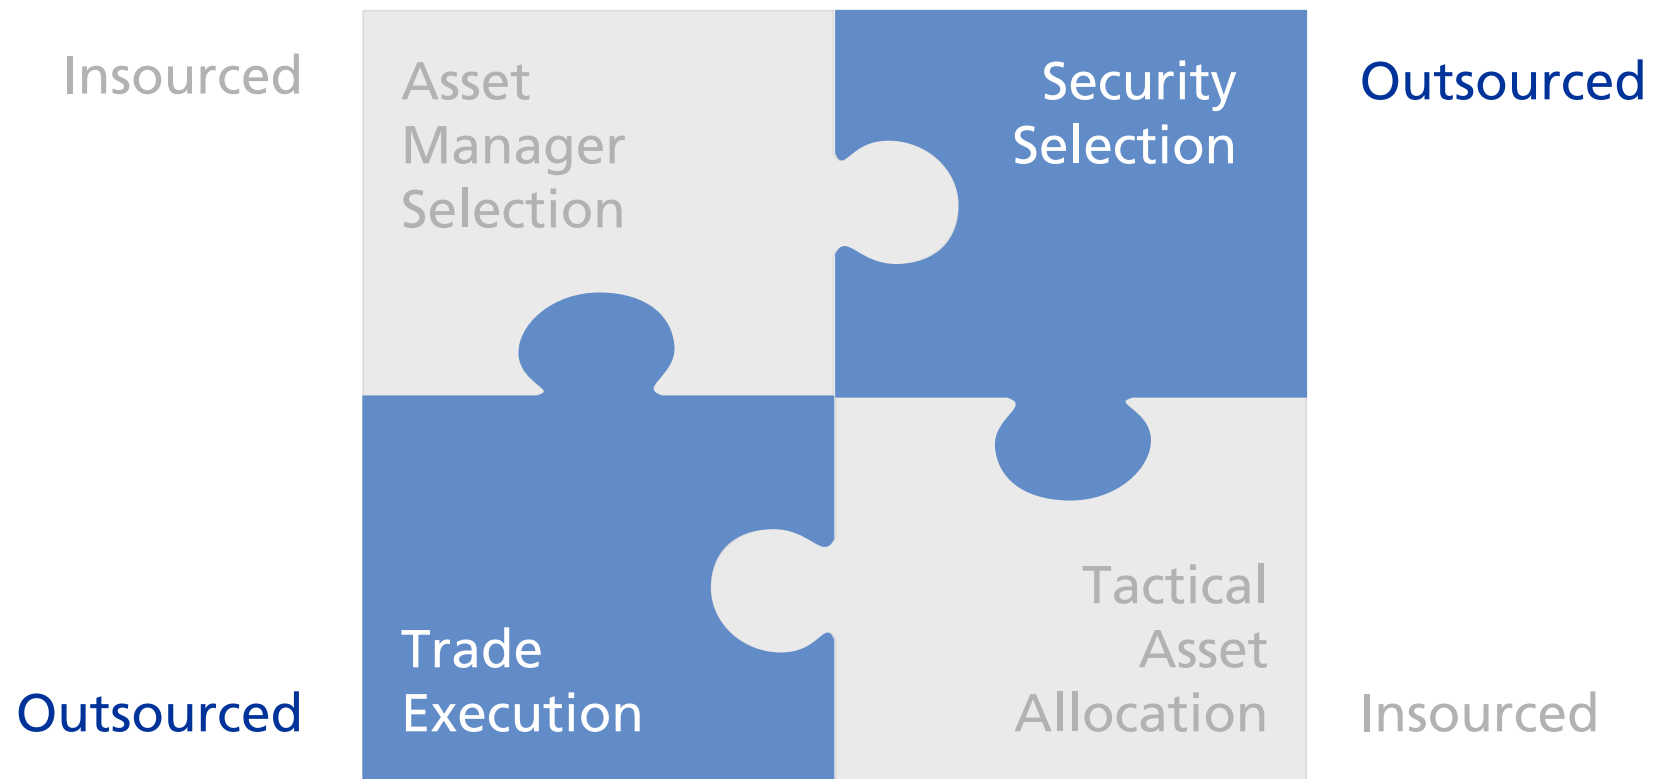 Insourced
Asset
Manager
Selection
Security
Selection
Outsourced
Outsourced
Trade
Execution
Tactical
Asset
Allocation
Insourced